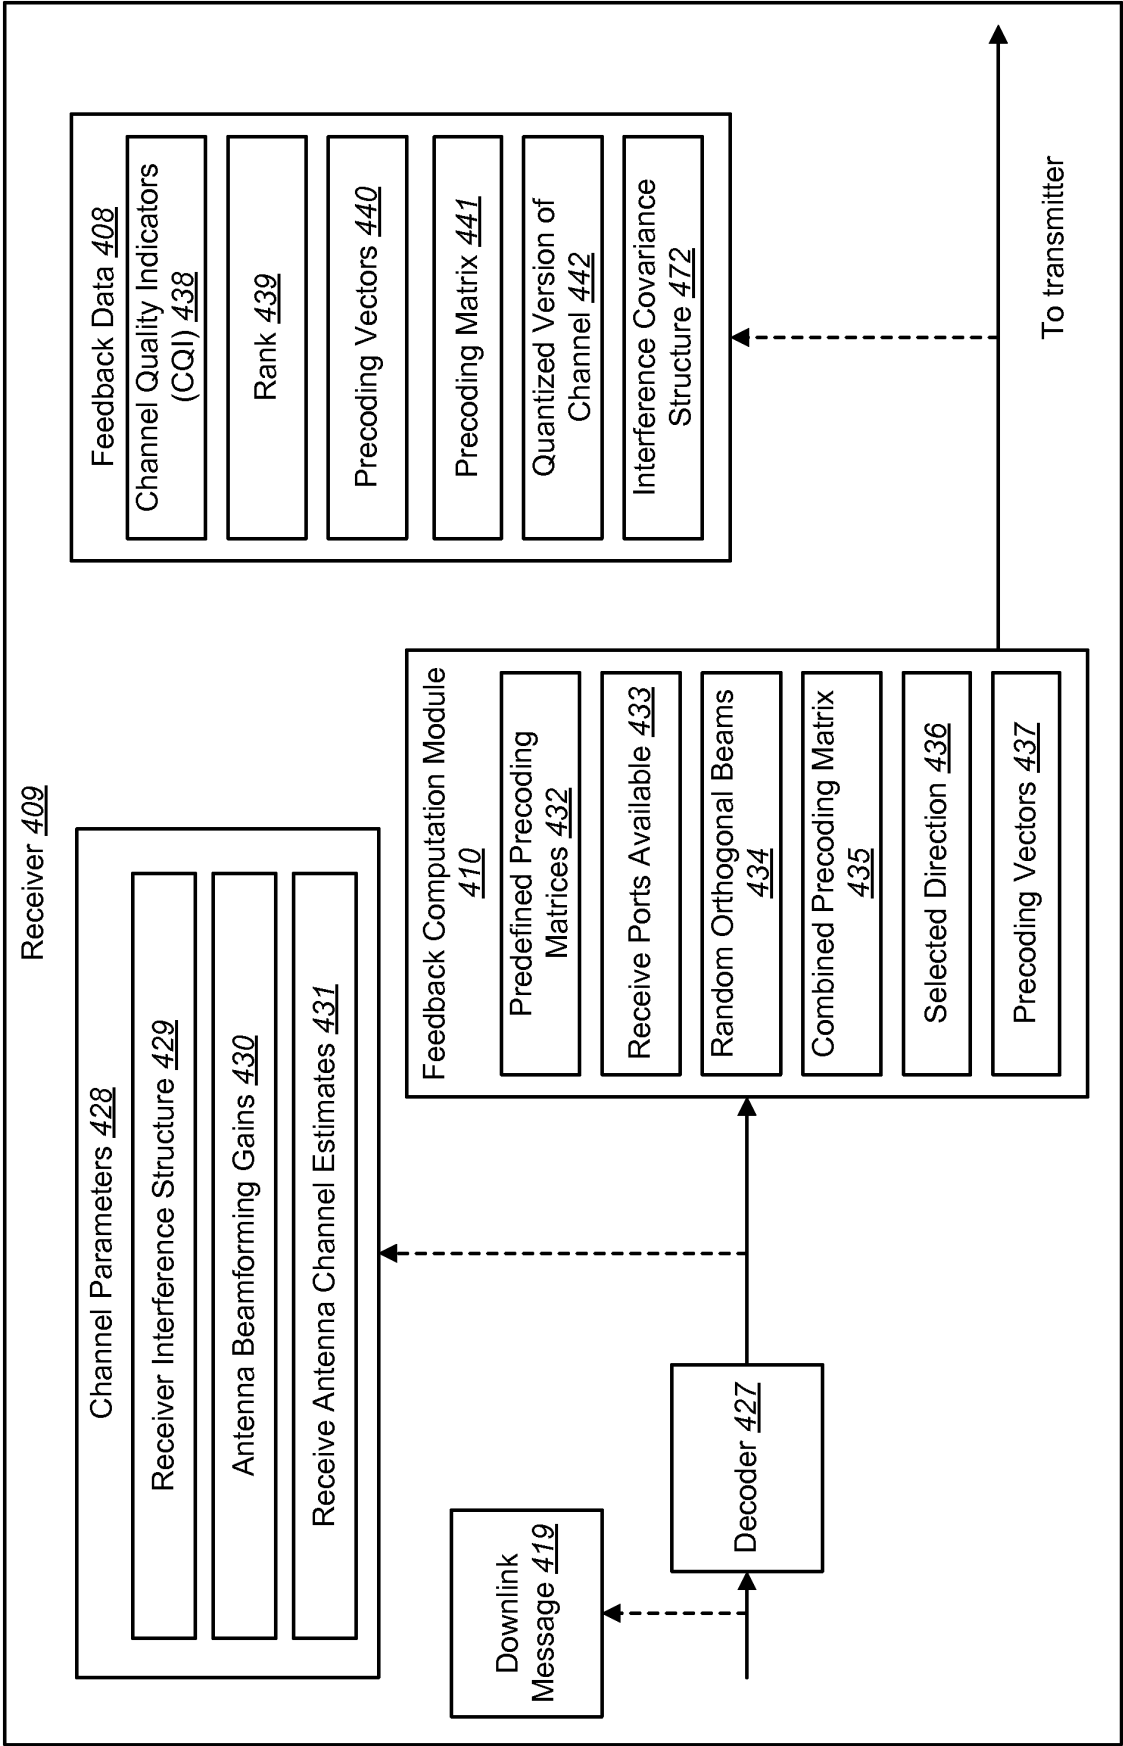 Receiver 409
Channel Parameters 428
Receiver Interference Structure 429
Antenna Beamforming Gains 430
Receive Antenna Channel Estimates 431
Feedback Data 408
Channel Quality Indicators
(CQI) 438
Rank 439
Precoding Vectors 440
Precoding Matrix 441
Quantized Version of
Channel 442
Interference Covariance
Structure 472
Downlink
Message 419
Decoder 427
Feedback Computation Module
410
Predefined Precoding
Matrices 432
Receive Ports Available 433
Random Orthogonal Beams
434
Combined Precoding Matrix
435
Selected Direction 436
Precoding Vectors 437
To transmitter